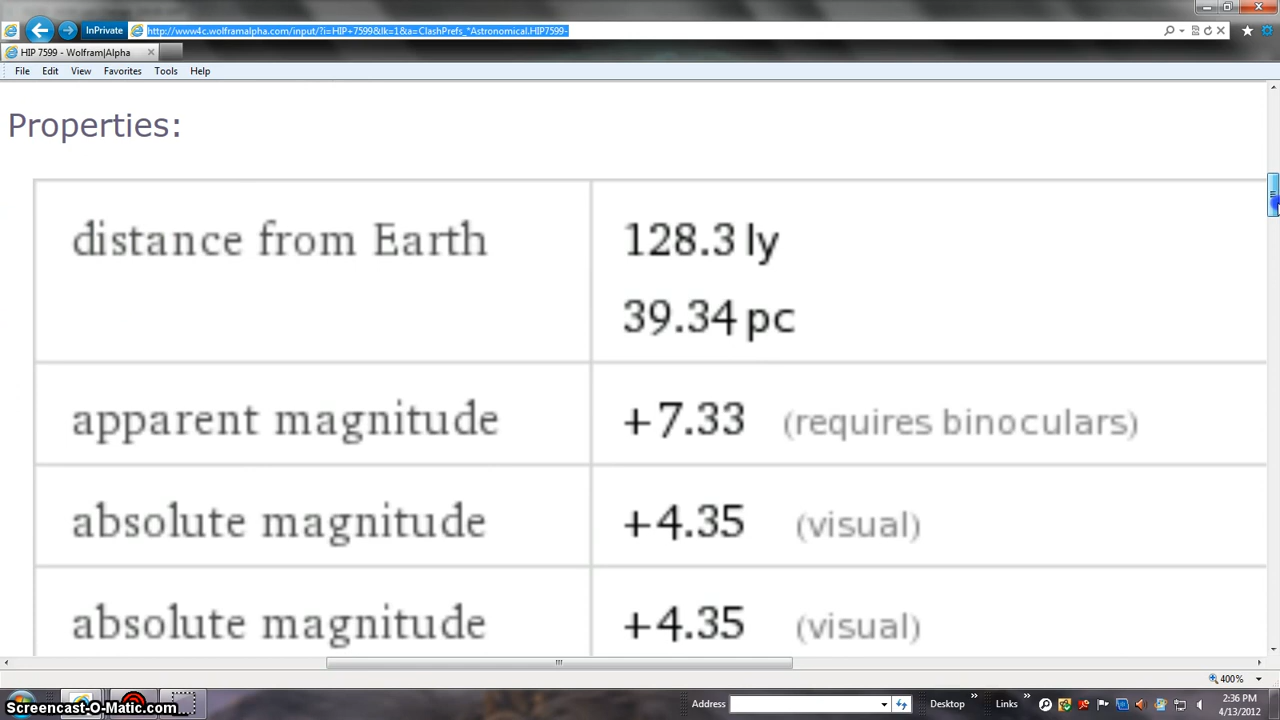 InPrivate http://www4c.wolframalpha.com/input/?i=HIP+7599&lk=1&a=ClashPrefs_*Astronomical.HIP7599-
HIP 7599 - Wolfram|Alpha
File Edit View Favorites Tools Help
Properties:
distance from Earth 128.3 ly
39.34 pc
apparent magnitude +7.33 (requires binoculars)
absolute magnitude +4.35 (visual)
absolute magnitude +4.35 (visual)
400%
Screencast-O-Matic.com Address Desktop Links 2:36 PM
4/13/2012